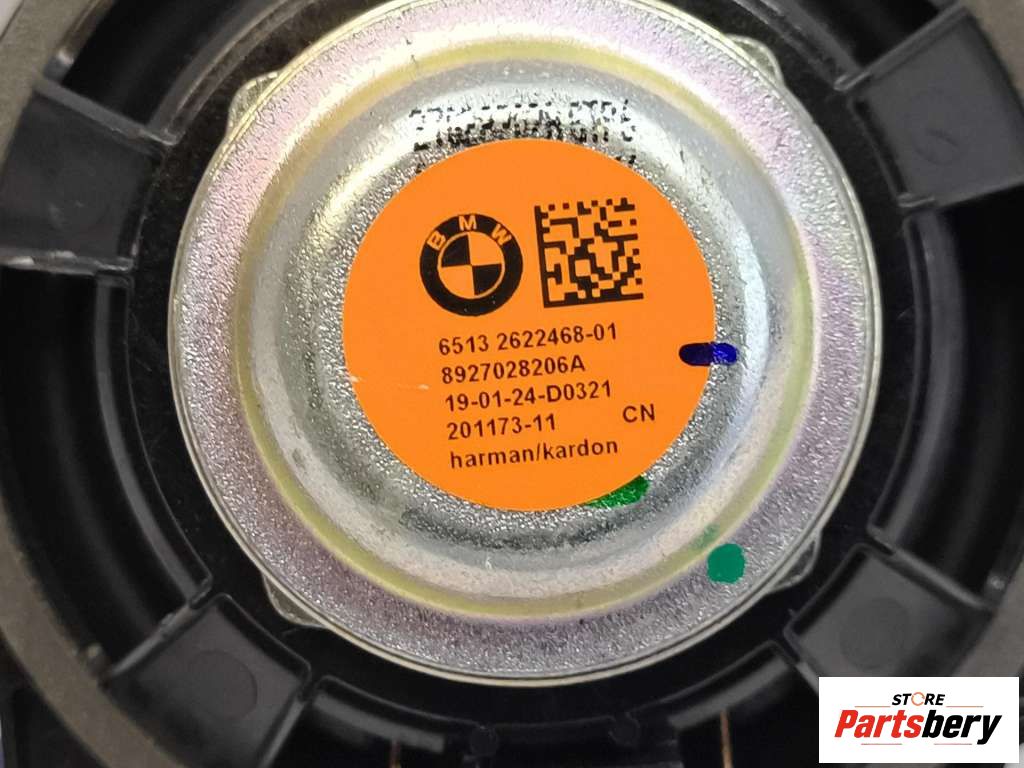 BMW
6513 2622468-01
8927028206A
19-01-24-D0321
201173-11 CN
harman/kardon
STORE
Partsbery